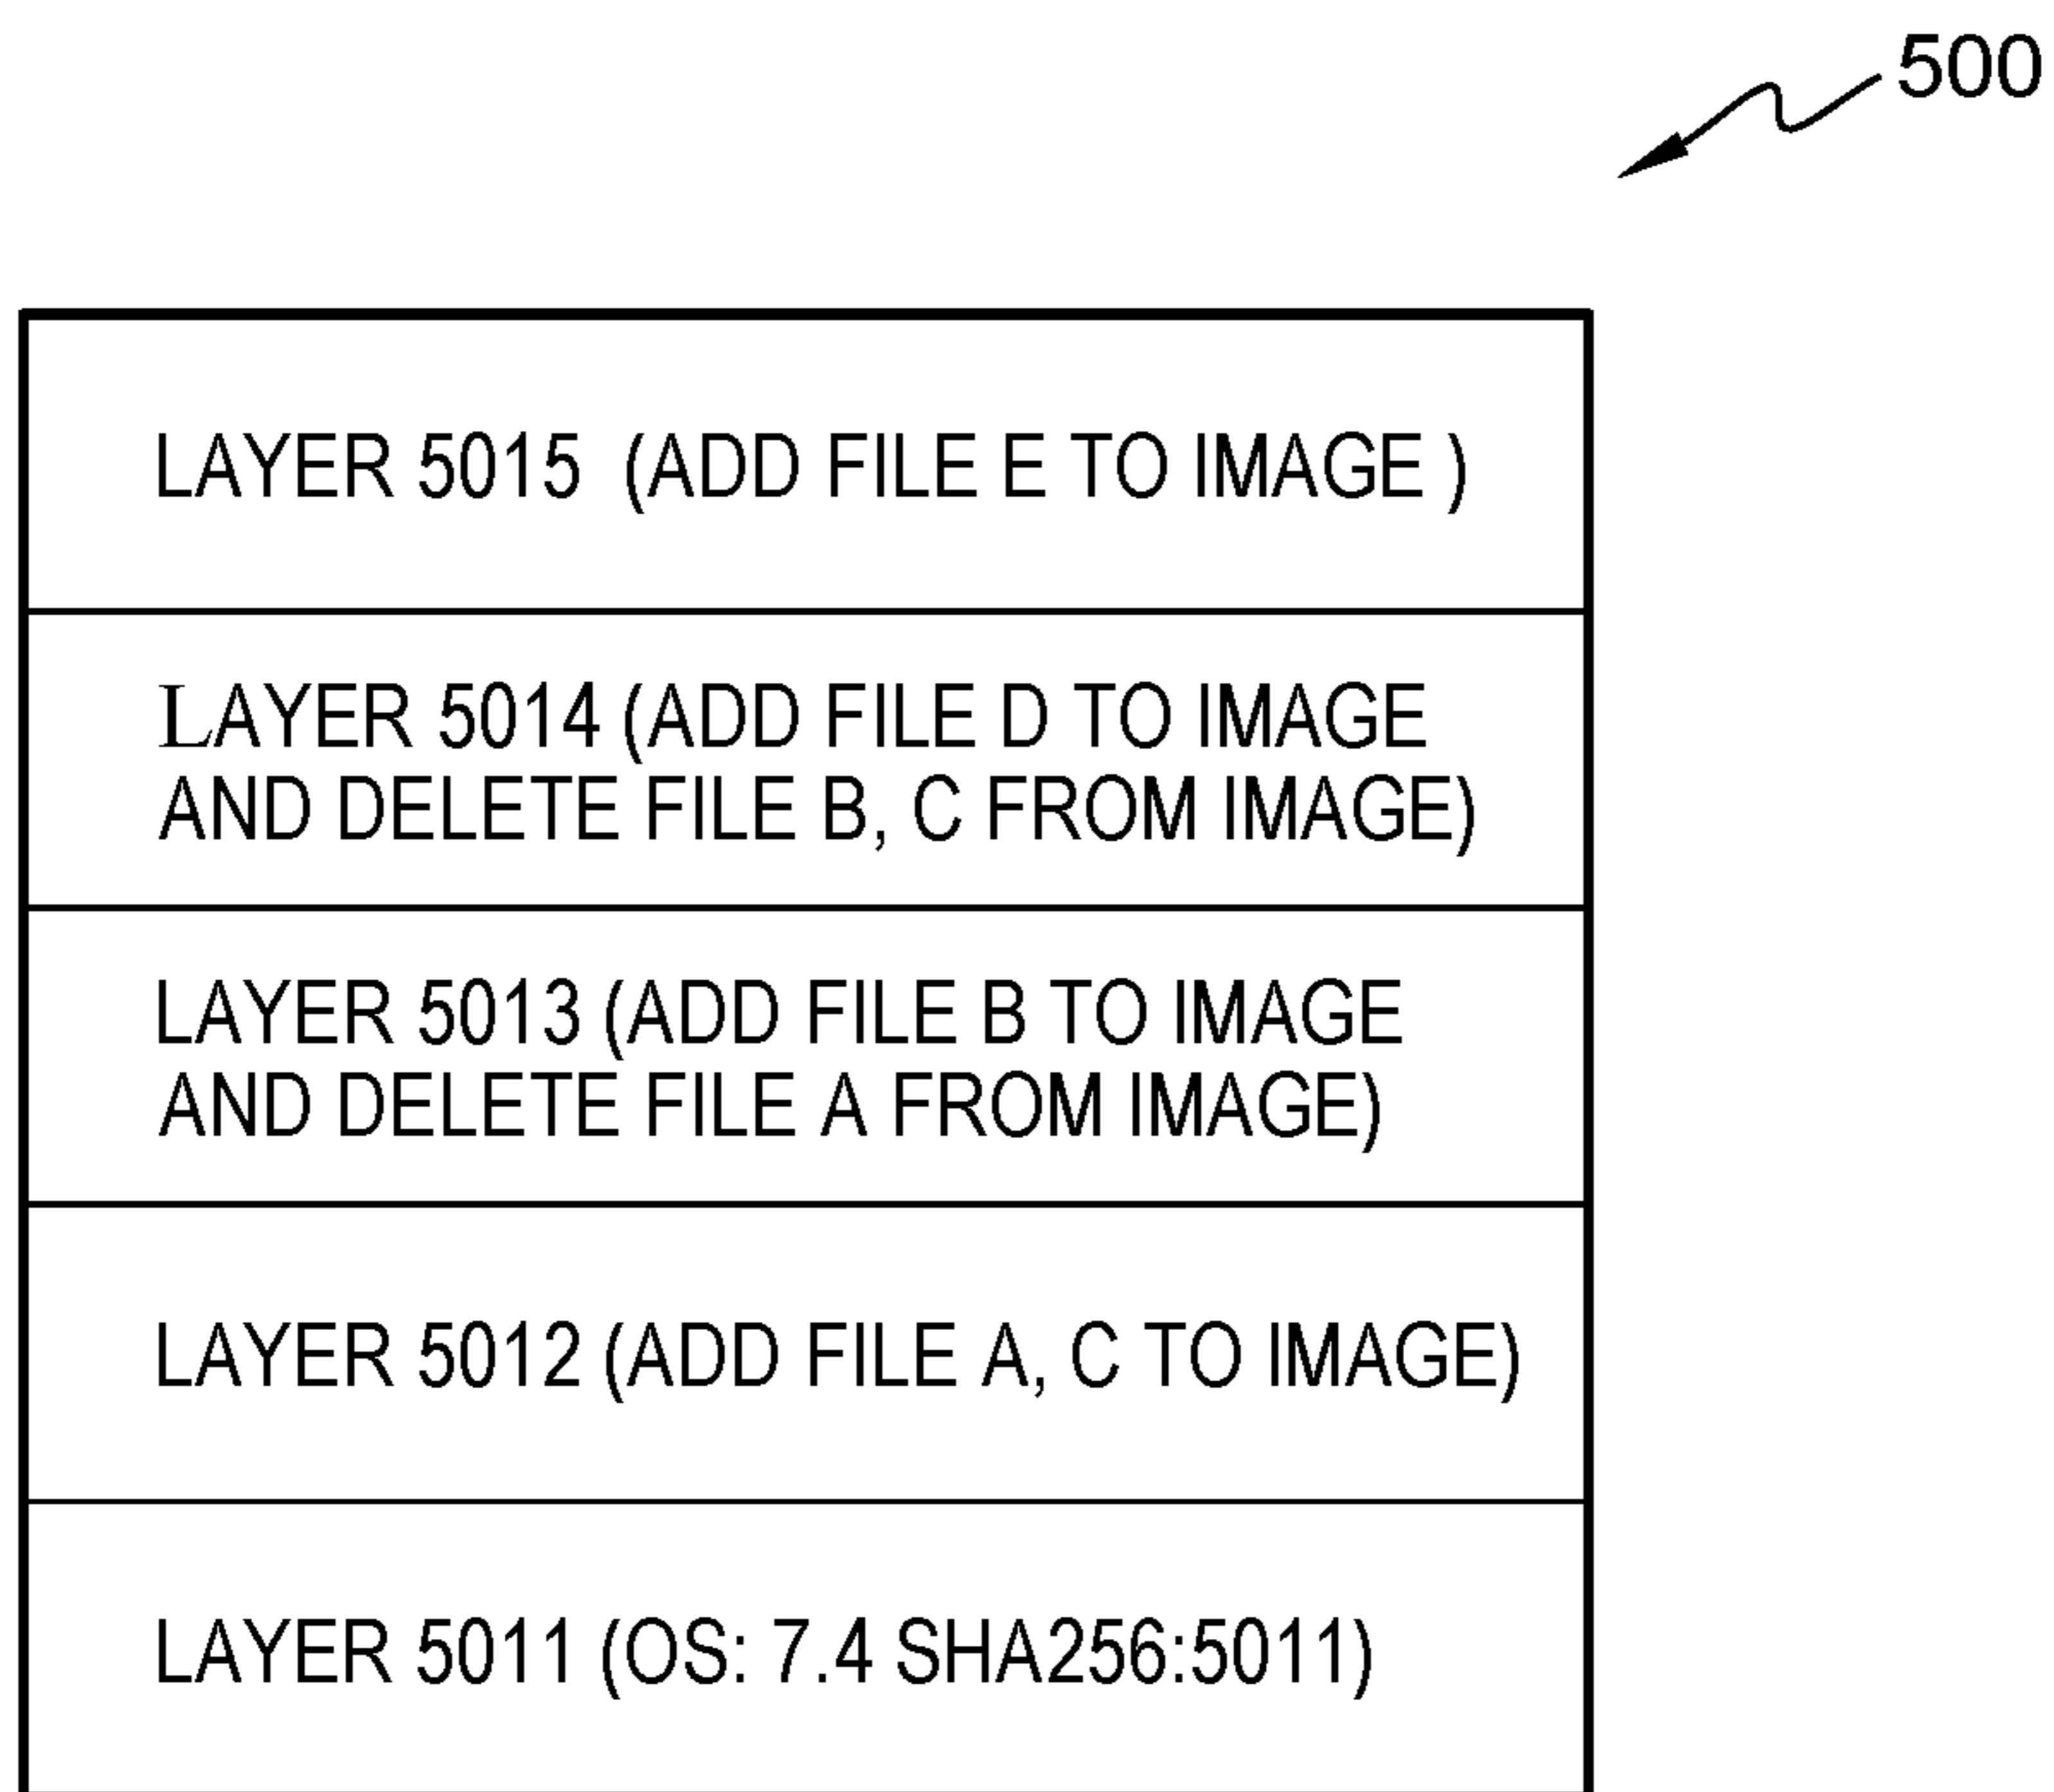 500
LAYER 5015 (ADD FILE E TO IMAGE )
LAYER 5014 (ADD FILE D TO IMAGE
AND DELETE FILE B, C FROM IMAGE)
LAYER 5013 (ADD FILE B TO IMAGE
AND DELETE FILE A FROM IMAGE)
LAYER 5012 (ADD FILE A, C TO IMAGE)
LAYER 5011 (OS: 7.4 SHA256:5011)